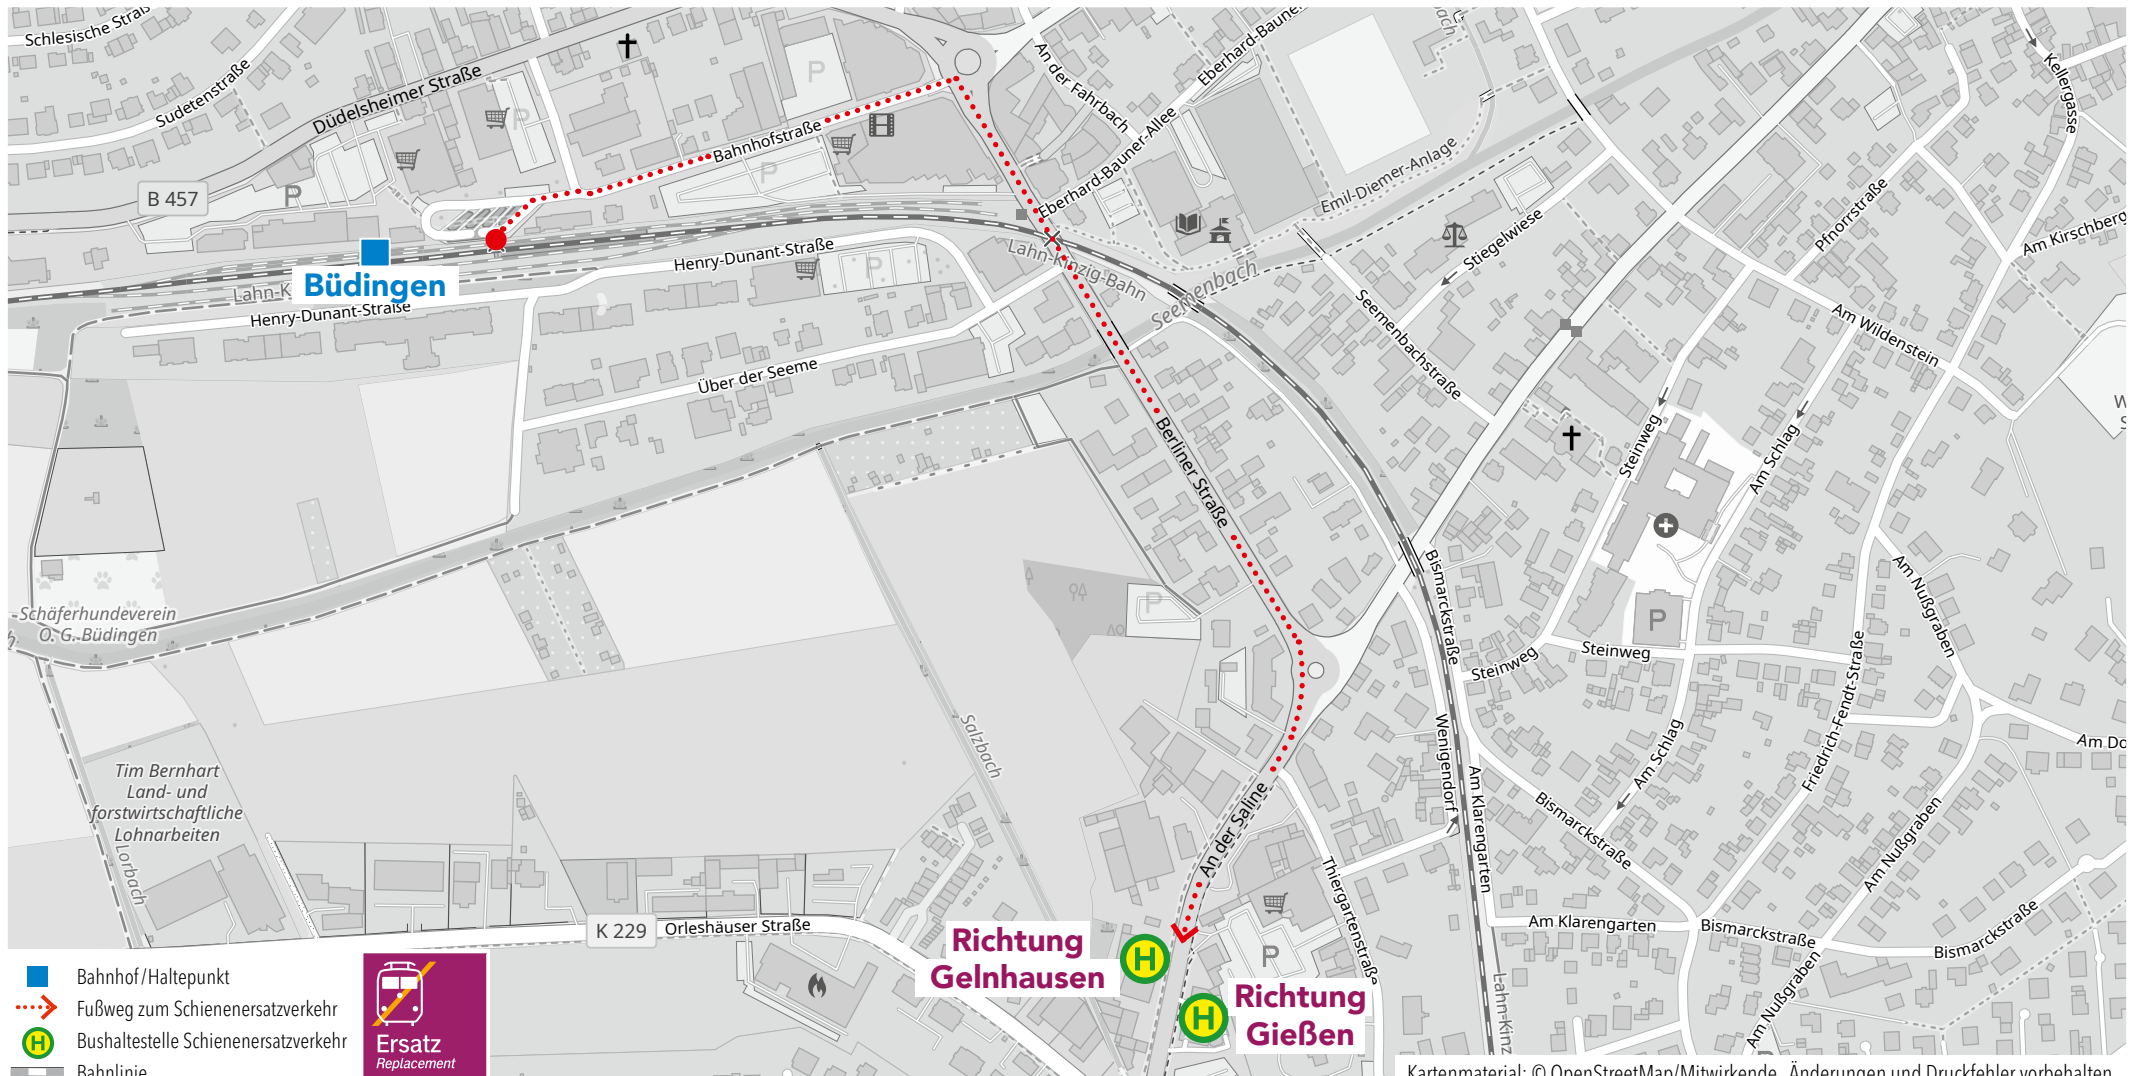 Schlesische Straß
Sudetenstraße
Düdelsheimer Straße
B 457
P
P
P
P
Bahnhofstraße
An der Fahrbach
Eberhard-Bauner-Allee
Eberhard-Bauner
bach
Kellergasse
Emil-Diemer-Anlage
Stiegelwiese
Pfnorrstraße
Am Kirschberg
Büdingen
Lahn-K
Henry-Dunant-Straße
Henry-Dunant-Straße
P
Lahn-Kinzig-Bahn
Seemenbach
Seemenbachstraße
Am Wildenstein
Über der Seeme
Berliner Straße
Steinweg
Am Schlag
W
S
Schäferhundeverein
O. G. Büdingen
h
P
Bismarckstraße
Am Nußgraben
P
Steinweg
Steinweg
Friedrich-Fendt-Straße
Am Do
Salzbach
Wenigendorf
Am Schlag
Tim Bernhart
Land- und
forstwirtschaftliche
Lohnarbeiten
Lorbach
An der Saline
Am Klarengarten
Bismarckstraße
Am Nußgraben
Thiergartenstraße
K 229
Orleshäuser Straße
Am Klarengarten
Bismarckstraße
Bismarckstraße
Richtung
Gelnhausen
H
P
H
Richtung
Gießen
Lahn-Kinz
Am Nußgraben
P
Bahnhof/Haltepunkt
Fußweg zum Schienenersatzverkehr
H
Bushaltestelle Schienenersatzverkehr
Bahnlinie
Ersatz
Replacement
Kartenmaterial: © OpenStreetMap/Mitwirkende, Änderungen und Druckfehler vorbehalten